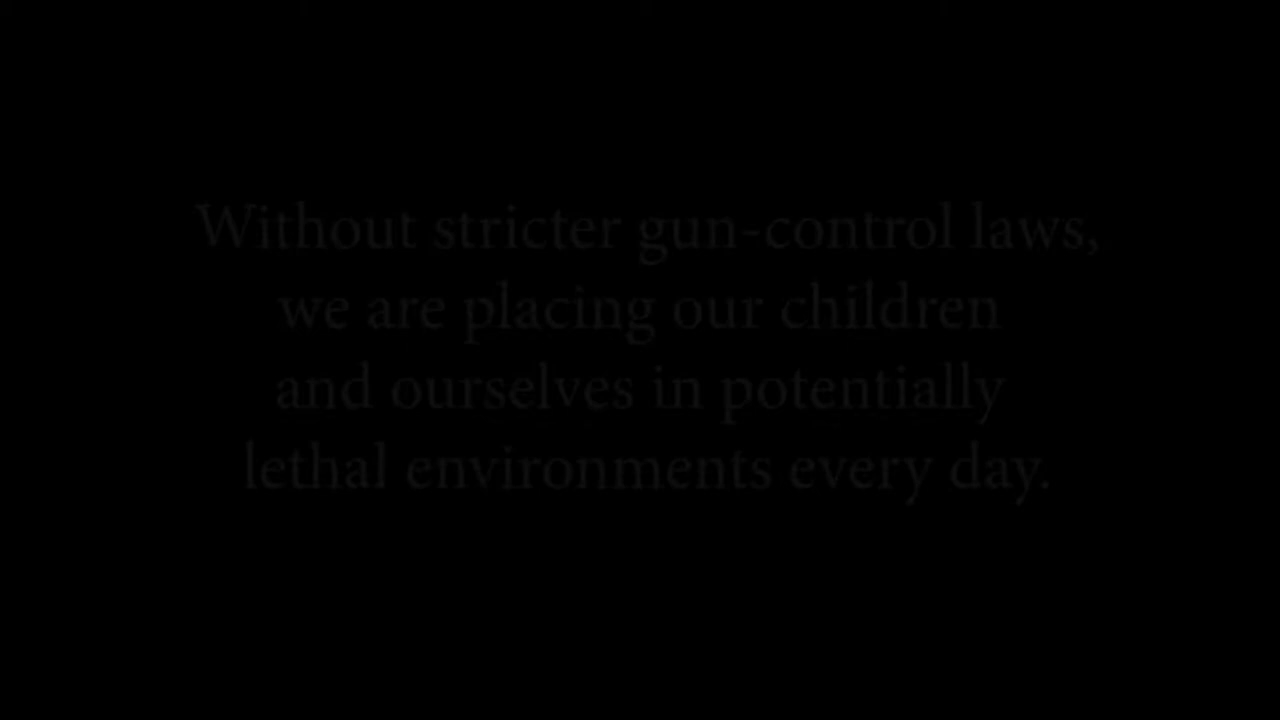 Without stricter gun-control laws,
we are placing our children
and ourselves in potentially
lethal environments every day.